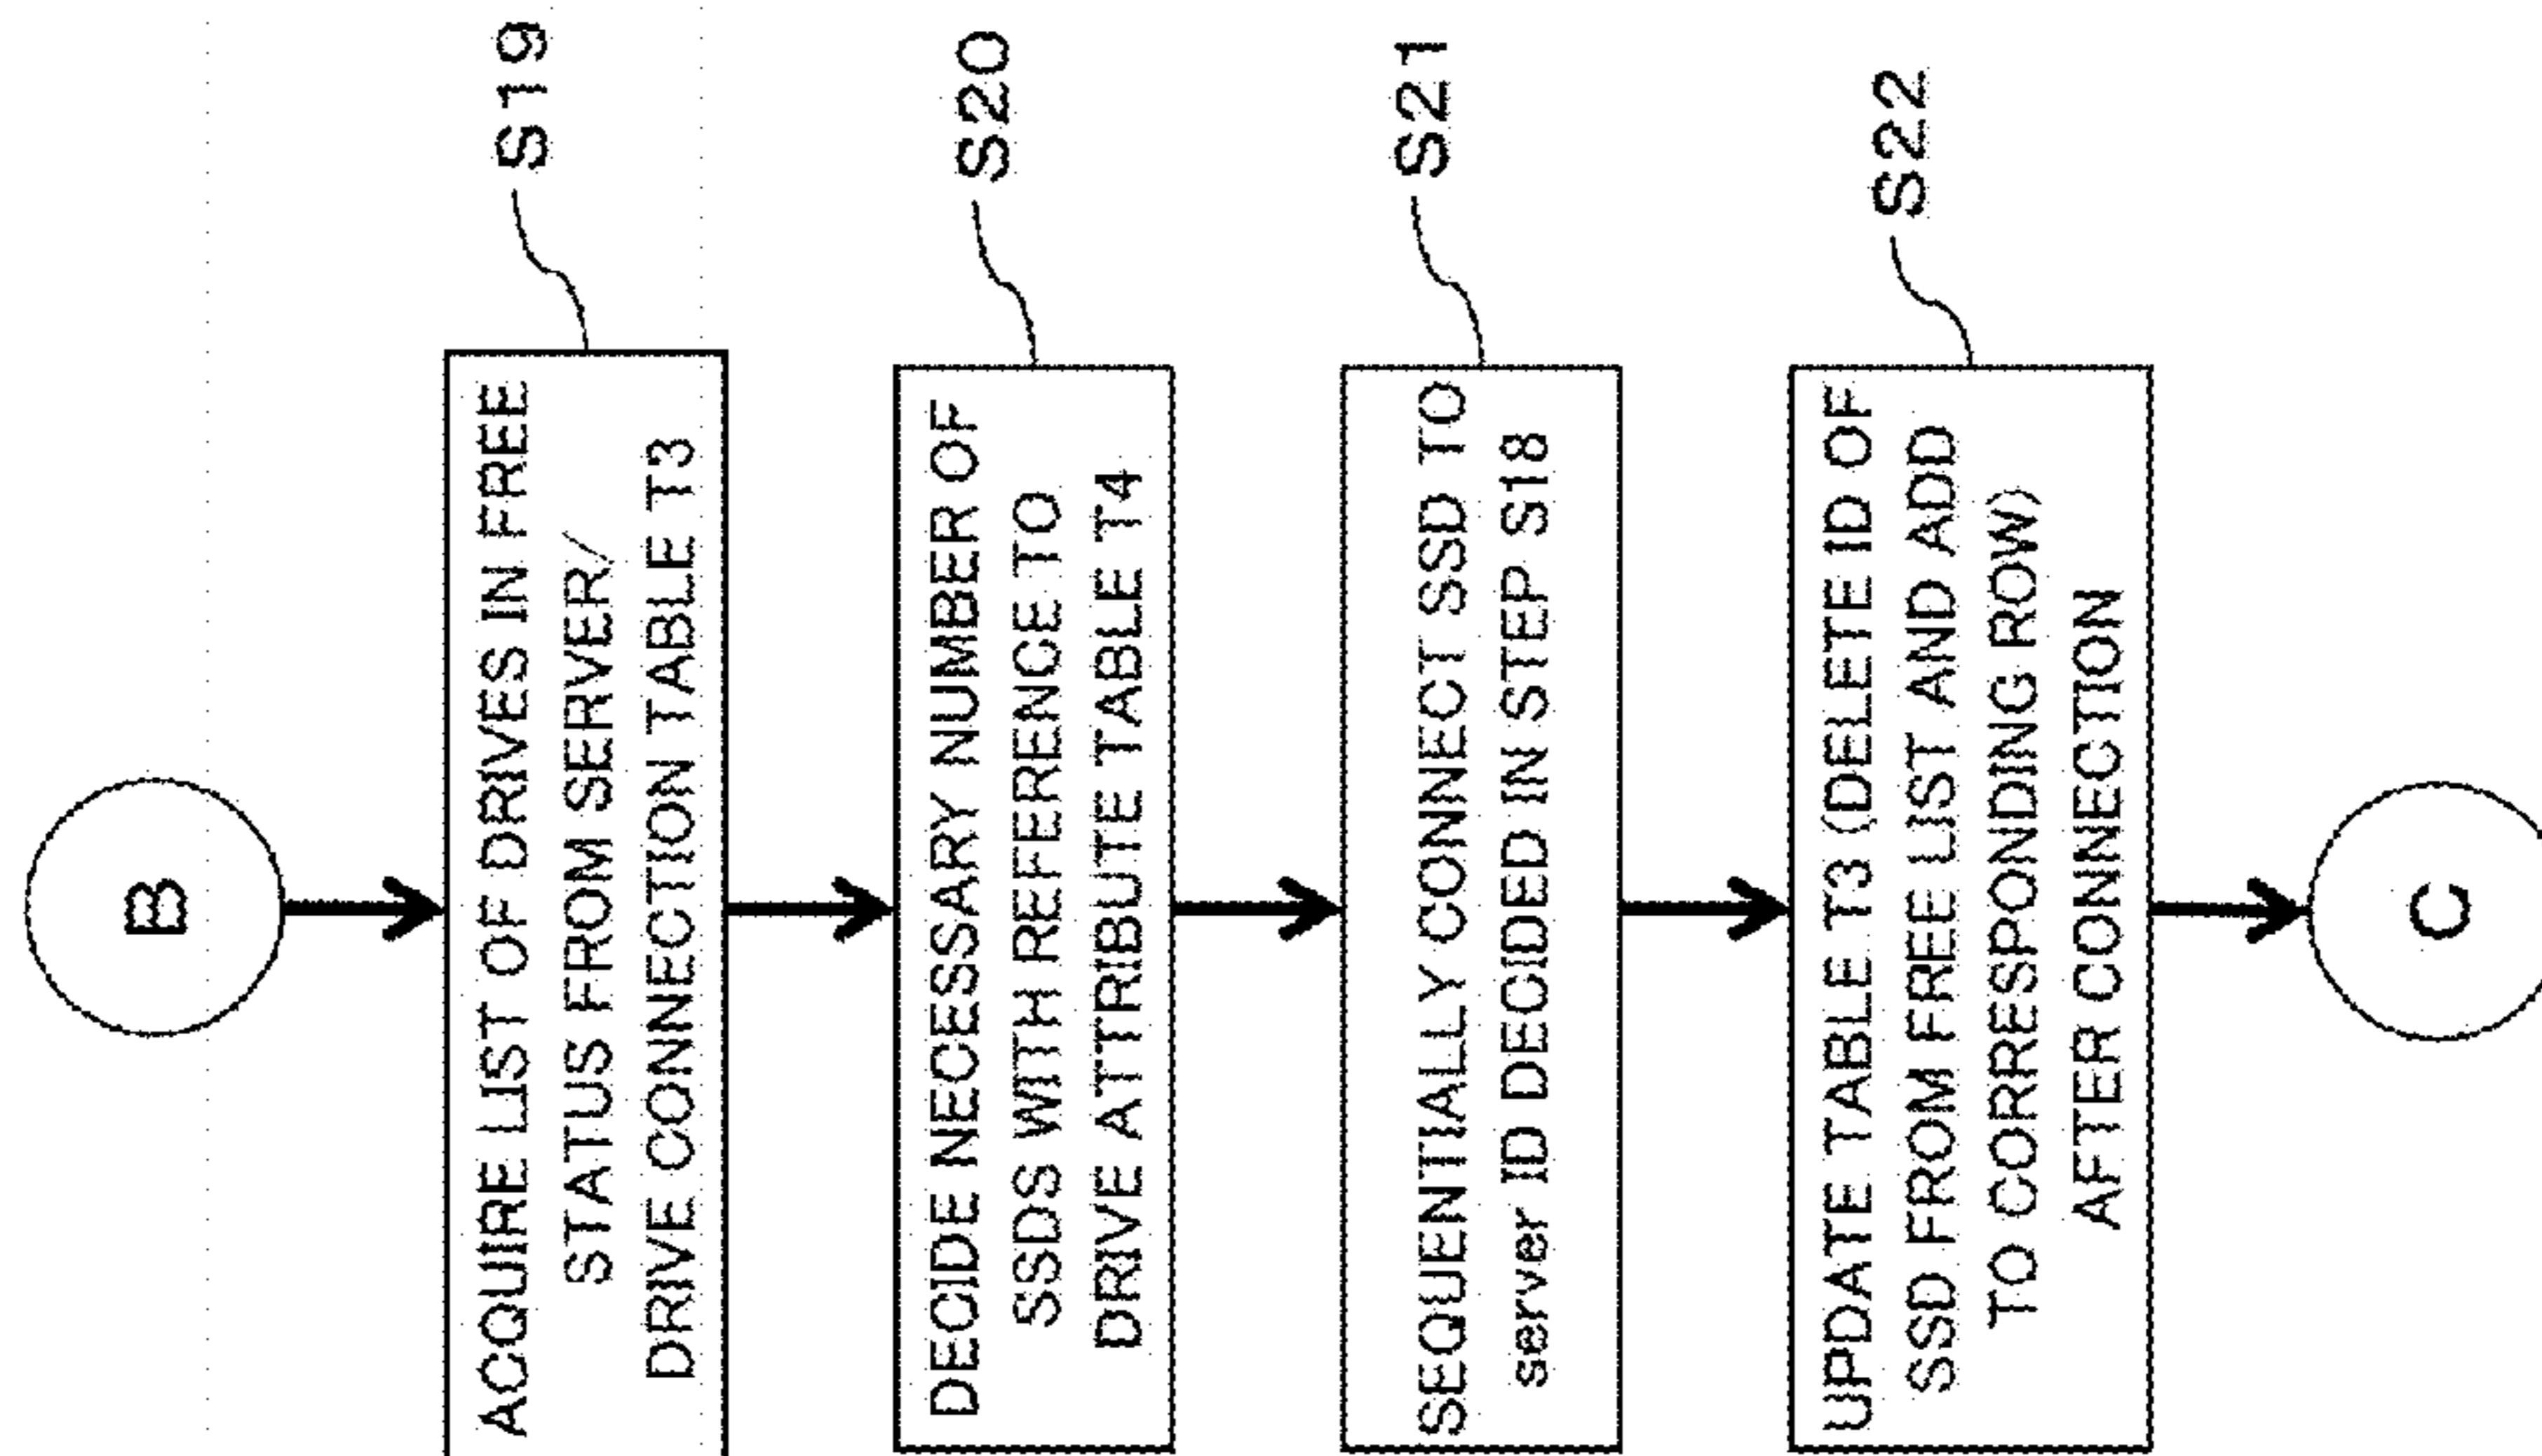 B
S19
ACQUIRE LIST OF DRIVES IN FREE
STATUS FROM SERVER/
DRIVE CONNECTION TABLE T3
S20
DECIDE NECESSARY NUMBER OF
SSDS WITH REFERENCE TO
DRIVE ATTRIBUTE TABLE T4
S21
SEQUENTIALLY CONNECT SSD TO
server ID DECIDED IN STEP S18
S22
UPDATE TABLE T3 (DELETE ID OF
SSD FROM FREE LIST AND ADD
TO CORRESPONDING ROW)
AFTER CONNECTION
C